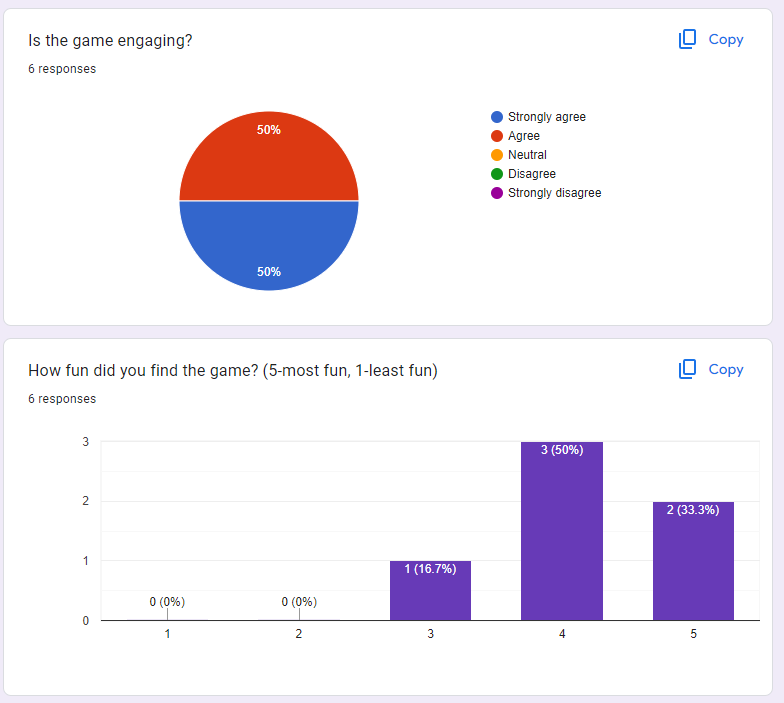 Is the game engaging?
Copy
6 responses
50%
50%
Strongly agree
Agree
Neutral
Disagree
Strongly disagree
How fun did you find the game? (5-most fun, 1-least fun)
Copy
6 responses
3
2
1
0
0 (0%)
0 (0%)
1 (16.7%)
3 (50%)
2 (33.3%)
1
2
3
4
5